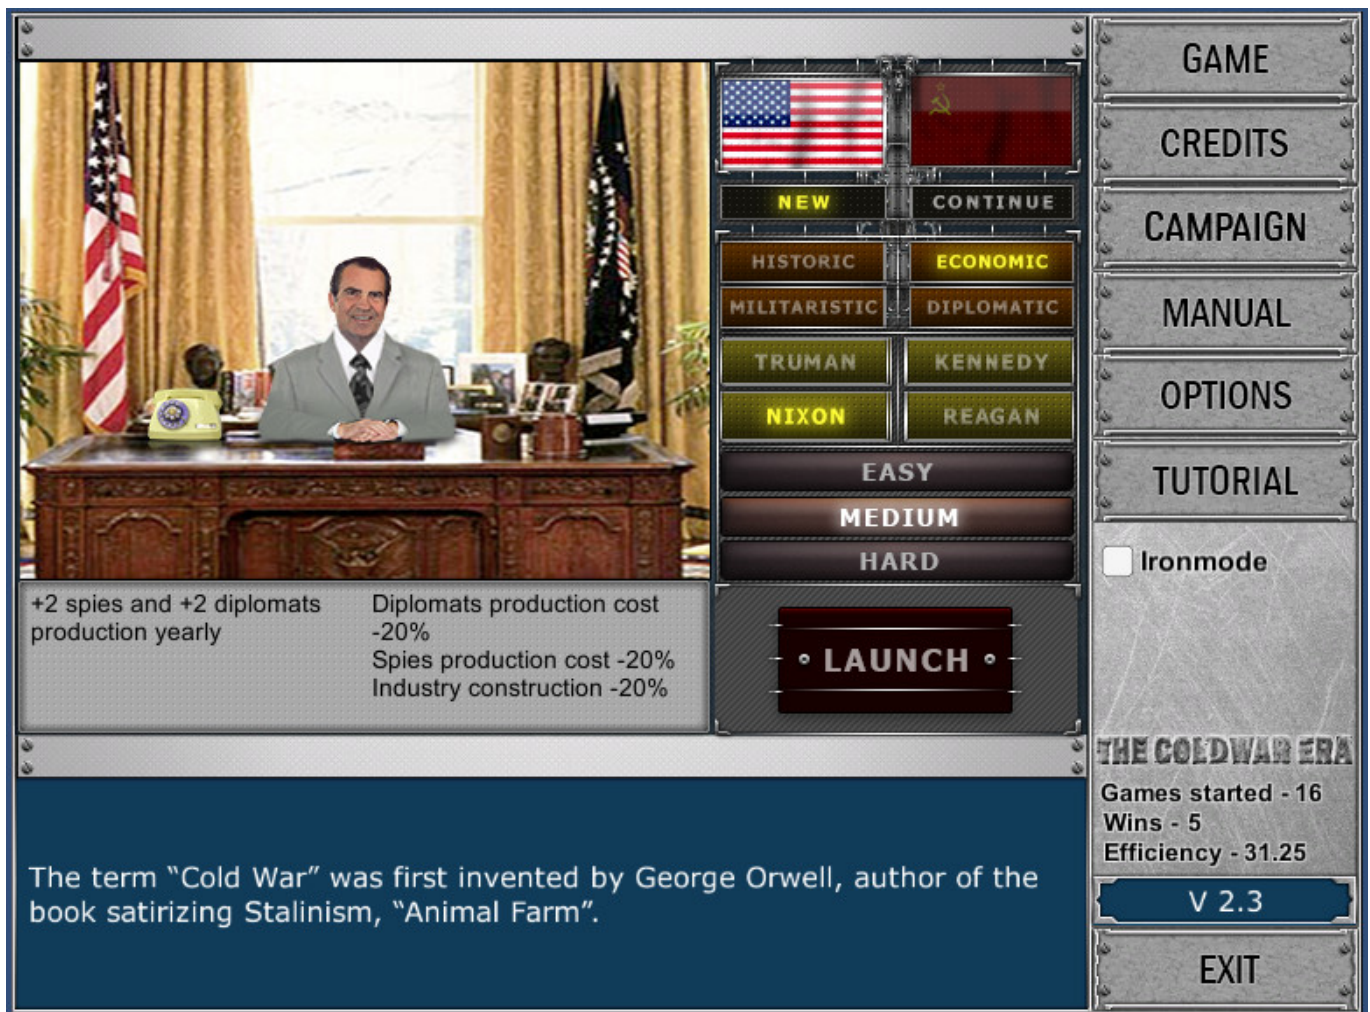 NEW
CONTINUE
HISTORIC
ECONOMIC
MILITARISTIC
DIPLOMATIC
TRUMAN
KENNEDY
NIXON
REAGAN
EASY
MEDIUM
HARD
LAUNCH
+2 spies and +2 diplomats
production yearly
Diplomats production cost
-20%
Spies production cost -20%
Industry construction -20%
The term “Cold War” was first invented by George Orwell, author of the
book satirizing Stalinism, “Animal Farm”.
GAME
CREDITS
CAMPAIGN
MANUAL
OPTIONS
TUTORIAL
Ironmode
THE COLDWAR ERA
Games started - 16
Wins - 5
Efficiency - 31.25
V 2.3
EXIT